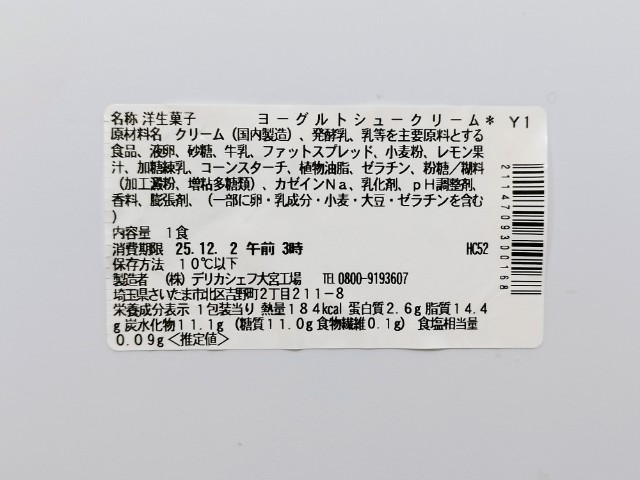 名称 洋生菓子 ヨーグルトシュークリーム* Y1
原材料名 クリーム(国内製造)、発酵乳、乳等を主要原料とする
食品、液卵、砂糖、牛乳、ファットスプレッド、小麦粉、レモン果
汁、加糖練乳、コーンスターチ、植物油脂、ゼラチン、粉糖/糊料
(加工澱粉、増粘多糖類)、カゼインNa、乳化剤、pH調整剤、
香料、膨張剤、(一部に卵・乳成分・小麦・大豆・ゼラチンを含む
)
内容量 1食
消費期限 25.12. 2 午前 3時 HC52
保存方法 10℃以下
製造者 (株)デリカシェフ大宮工場 TEL 0800-9193607
埼玉県さいたま市北区吉野町2丁目211-8
栄養成分表示 1包装当り 熱量184kcal 蛋白質2.6g 脂質14.4
g 炭水化物11.1g (糖質11.0g 食物繊維0.1g) 食塩相当量
0.09g<推定値>
2114709300168